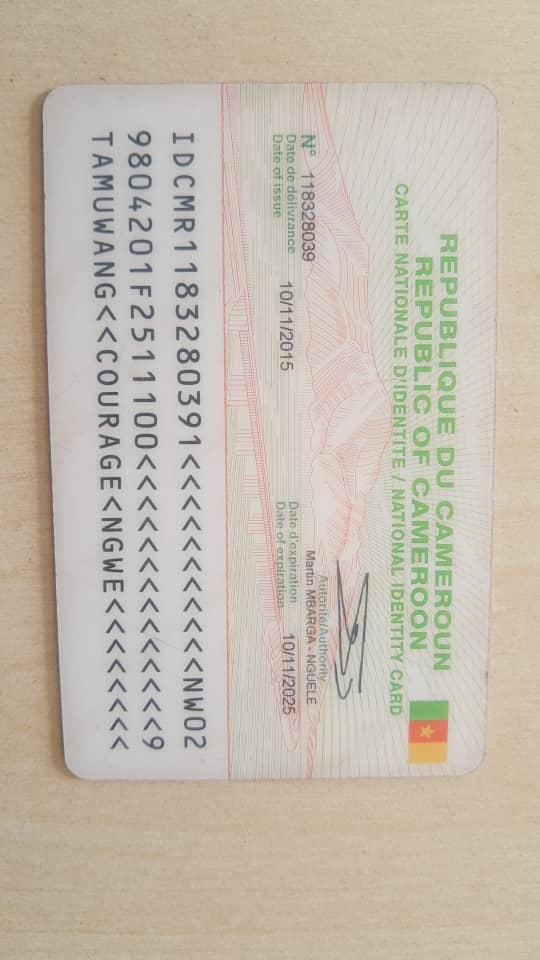 REPUBLIQUE DU CAMEROUN
REPUBLIC OF CAMEROON
CARTE NATIONALE D'IDENTITE / NATIONAL IDENTITY CARD
Autorité/Authority
Martin MBARGA - NGUELE
N° 118328039
Date de délivrance
Date of issue
10/11/2015
Date d'expiration
Date of expiration
10/11/2025
IDCMR1183280391<<<<<<<<<<<NW02
9804201F2511100<<<<<<<<<<<<<<9
TAMUWANG<<COURAGE<NGWE<<<<<<<<